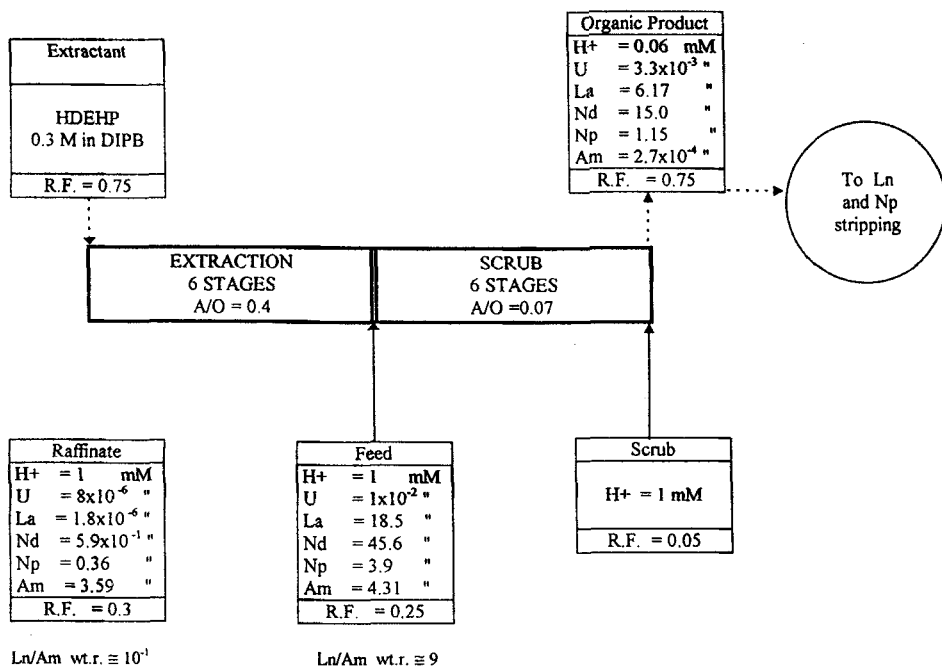 Extractant
HDEHP
0.3 M in DIPB
R.F. = 0.75
Organic Product
H+ = 0.06 mM
U = 3.3x10⁻³ "
La = 6.17 "
Nd = 15.0 "
Np = 1.15 "
Am = 2.7x10⁻⁴ "
R.F. = 0.75
To Ln
and Np
stripping
EXTRACTION
6 STAGES
A/O = 0.4
SCRUB
6 STAGES
A/O =0.07
Raffinate
H+ = 1 mM
U = 8x10⁻⁶ "
La = 1.8x10⁻⁶ "
Nd = 5.9x10⁻¹ "
Np = 0.36 "
Am = 3.59 "
R.F. = 0.3
Ln/Am wt.r. ≅ 10⁻¹
Feed
H+ = 1 mM
U = 1x10⁻² "
La = 18.5 "
Nd = 45.6 "
Np = 3.9 "
Am = 4.31 "
R.F. = 0.25
Ln/Am wt.r. ≅ 9
Scrub
H+ = 1 mM
R.F. = 0.05